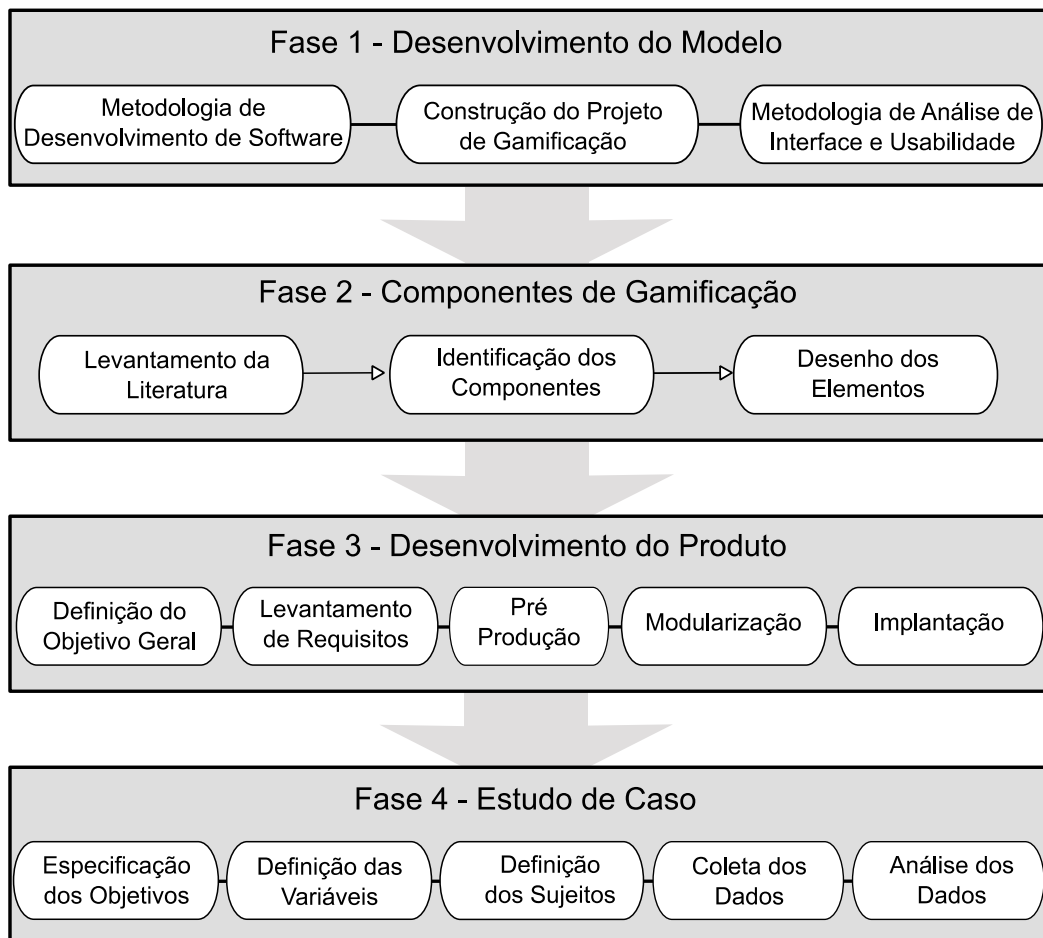 Fase 1 - Desenvolvimento do Modelo
Metodologia de
Desenvolvimento de Software
Construção do Projeto
de Gamificação
Metodologia de Análise de
Interface e Usabilidade
Fase 2 - Componentes de Gamificação
Levantamento da
Literatura
Identificação dos
Componentes
Desenho dos
Elementos
Fase 3 - Desenvolvimento do Produto
Definição do
Objetivo Geral
Levantamento
de Requisitos
Pré
Produção
Modularização
Implantação
Fase 4 - Estudo de Caso
Especificação
dos Objetivos
Definição das
Variáveis
Definição
dos Sujeitos
Coleta dos
Dados
Análise dos
Dados